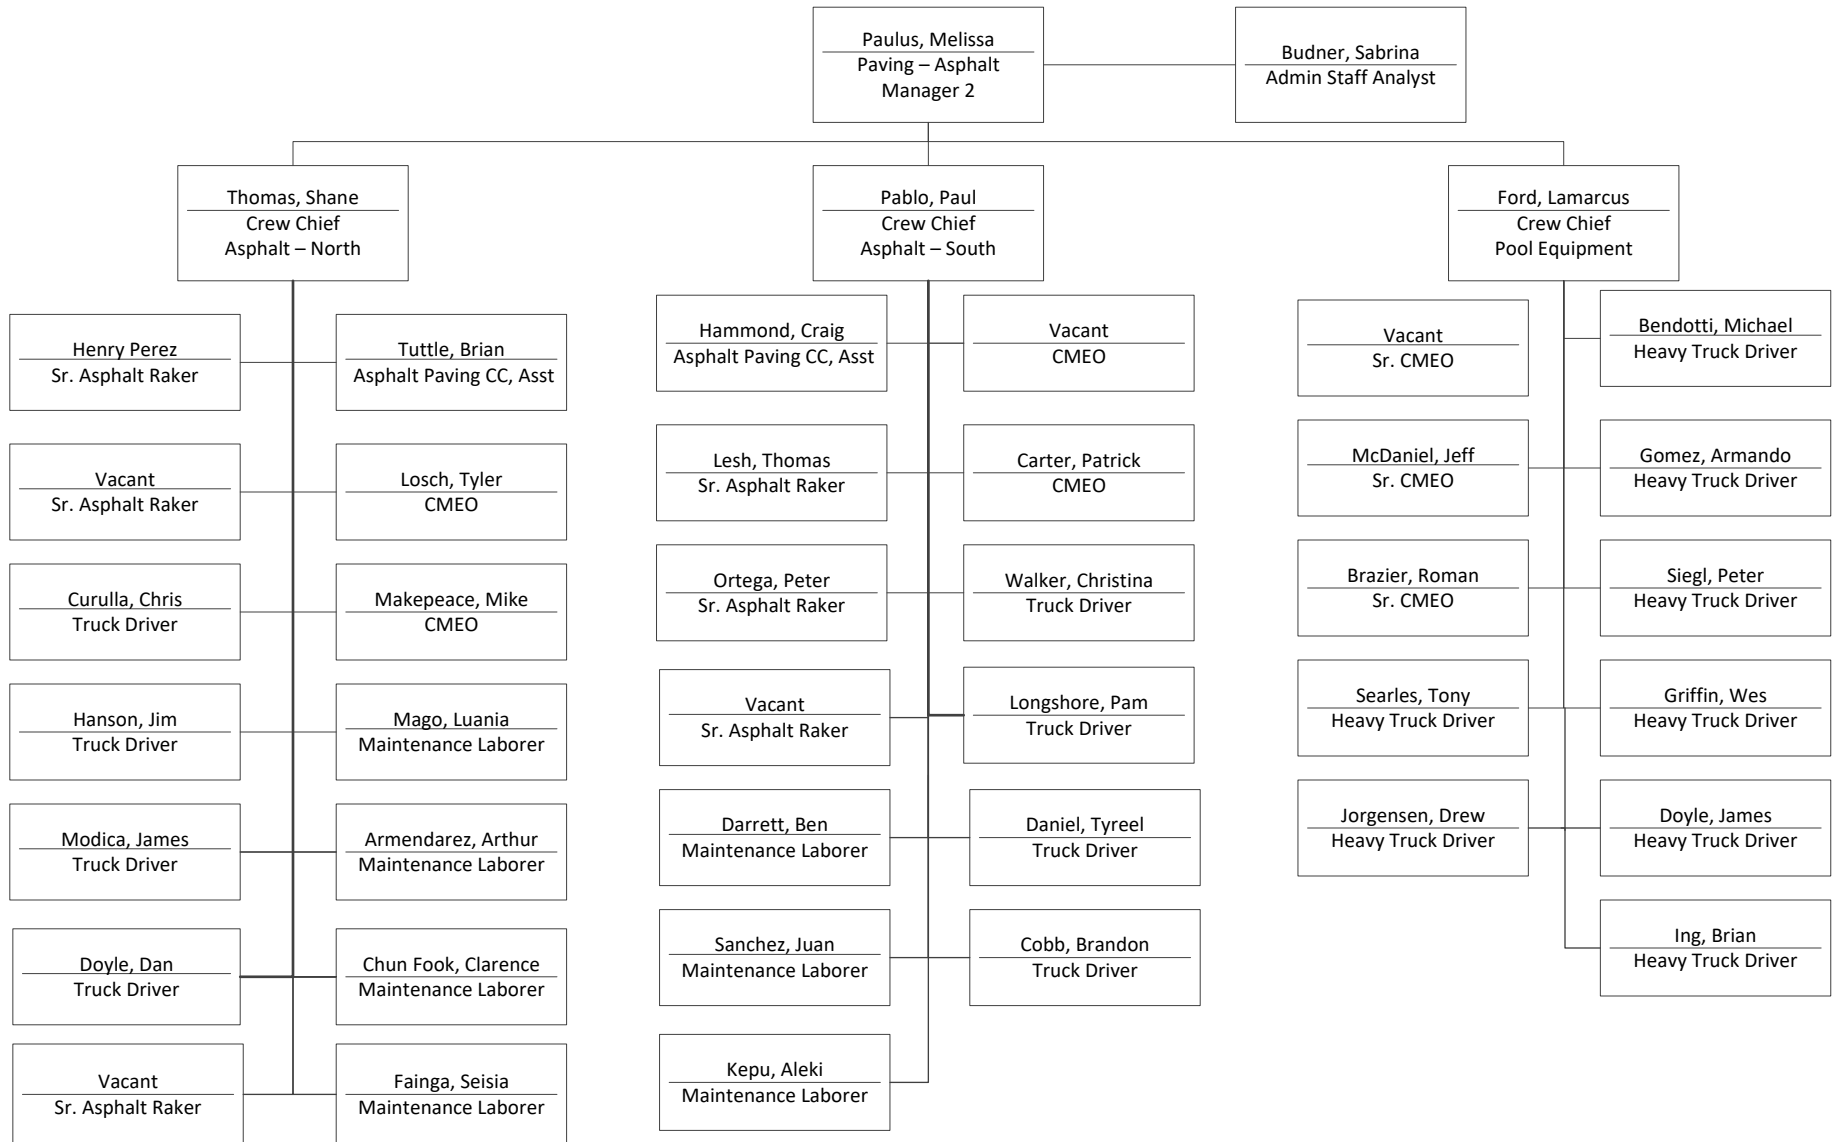 Paulus, Melissa
Paving – Asphalt
Manager 2
Budner, Sabrina
Admin Staff Analyst
Thomas, Shane
Crew Chief
Asphalt – North
Pablo, Paul
Crew Chief
Asphalt – South
Ford, Lamarcus
Crew Chief
Pool Equipment
Henry Perez
Sr. Asphalt Raker
Tuttle, Brian
Asphalt Paving CC, Asst
Vacant
Sr. Asphalt Raker
Losch, Tyler
CMEO
Curulla, Chris
Truck Driver
Makepeace, Mike
CMEO
Hanson, Jim
Truck Driver
Mago, Luania
Maintenance Laborer
Modica, James
Truck Driver
Armendarez, Arthur
Maintenance Laborer
Doyle, Dan
Truck Driver
Chun Fook, Clarence
Maintenance Laborer
Vacant
Sr. Asphalt Raker
Fainga, Seisia
Maintenance Laborer
Hammond, Craig
Asphalt Paving CC, Asst
Vacant
CMEO
Lesh, Thomas
Sr. Asphalt Raker
Carter, Patrick
CMEO
Ortega, Peter
Sr. Asphalt Raker
Walker, Christina
Truck Driver
Vacant
Sr. Asphalt Raker
Longshore, Pam
Truck Driver
Darrett, Ben
Maintenance Laborer
Daniel, Tyreel
Truck Driver
Sanchez, Juan
Maintenance Laborer
Cobb, Brandon
Truck Driver
Kepu, Aleki
Maintenance Laborer
Vacant
Sr. CMEO
Bendotti, Michael
Heavy Truck Driver
McDaniel, Jeff
Sr. CMEO
Gomez, Armando
Heavy Truck Driver
Brazier, Roman
Sr. CMEO
Siegl, Peter
Heavy Truck Driver
Searles, Tony
Heavy Truck Driver
Griffin, Wes
Heavy Truck Driver
Jorgensen, Drew
Heavy Truck Driver
Doyle, James
Heavy Truck Driver
Ing, Brian
Heavy Truck Driver